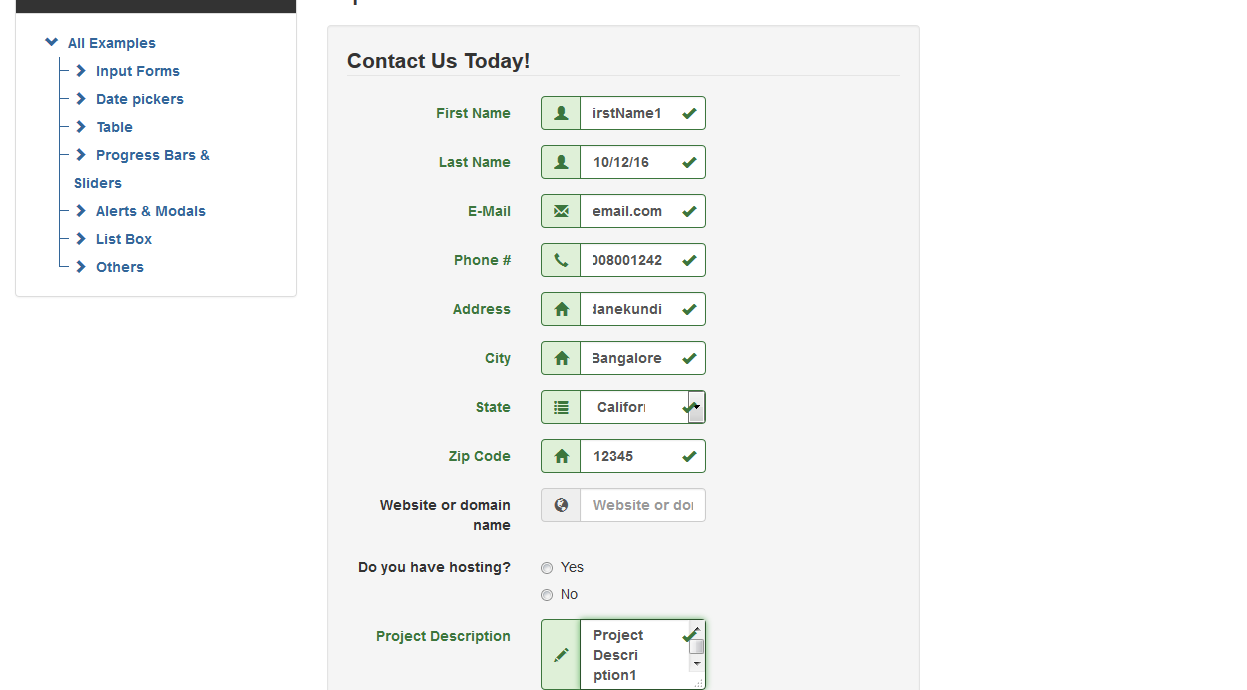 All Examples
Input Forms
Date pickers
Table
Progress Bars &
Sliders
Alerts & Modals
List Box
Others
Contact Us Today!
First Name
irstName1
Last Name
10/12/16
E-Mail
email.com
Phone #
008001242
Address
danekundi
City
Bangalore
State
Califor
Zip Code
12345
Website or domain
name
Website or do
Do you have hosting?
Yes
No
Project Description
Project
Descri
ption1